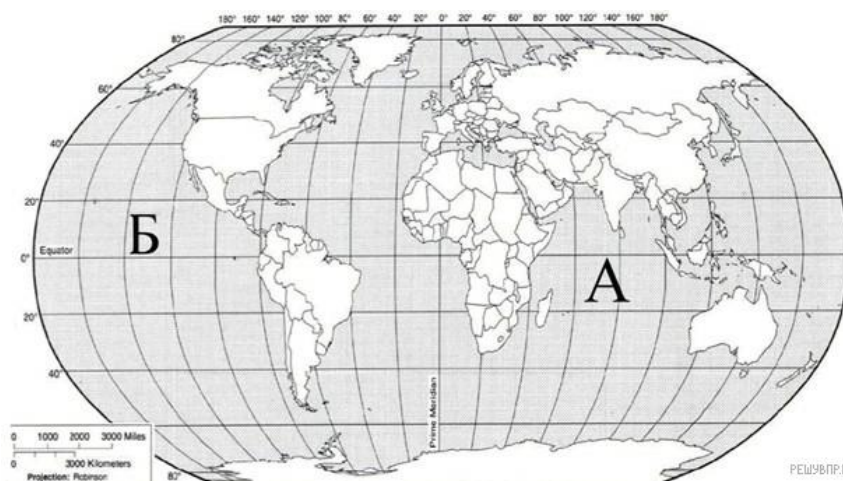 180° 140° 120° 100° 80° 60° 40° 20° 0° 20° 40° 60° 80° 100° 120° 140° 180°
80°
60°
40°
20°
Б
Equator
0°
А
20°
40°
Prime Meridian
0 1000 2000 3000 Miles
0 3000 Kilometers
Projection: Robinson
80°
РЕШУВПР.